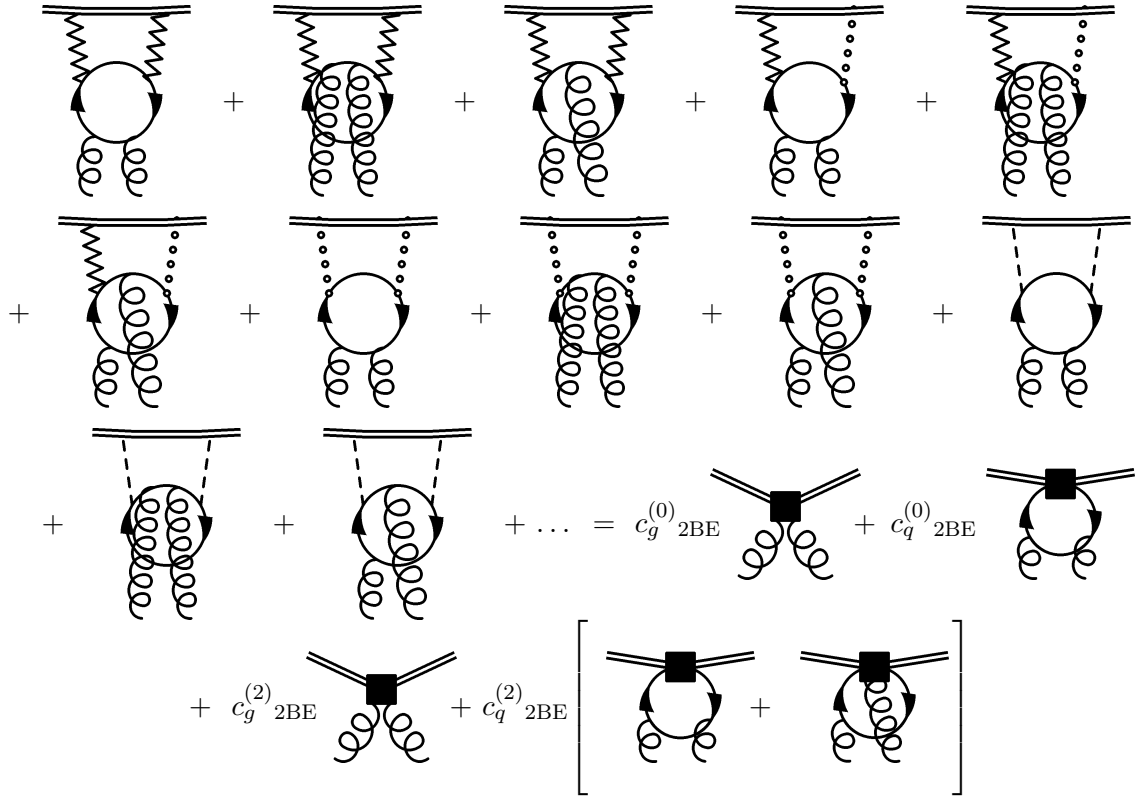 + + + +
+ + + + +
+ + + … = c_g^{(0)}_{2BE} + c_q^{(0)}_{2BE}
+ c_g^{(2)}_{2BE} + c_q^{(2)}_{2BE} [ + ]